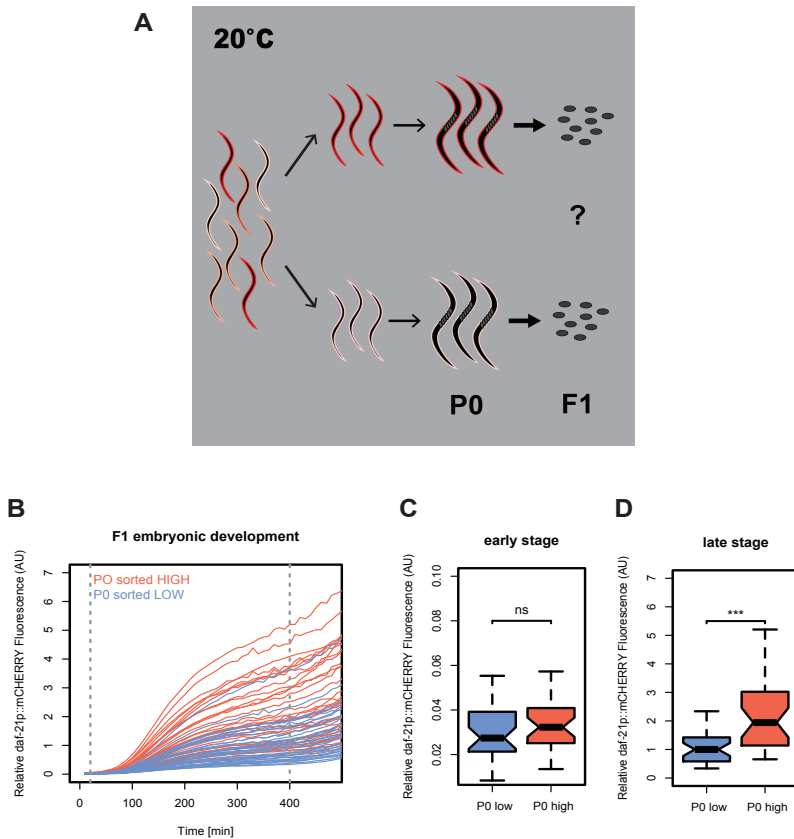 A
20°C
?
P0
F1
B
F1 embryonic development
Relative daf-21p::mCHERRY Fluorescence (AU)
7
6
5
4
3
2
1
0
PO sorted HIGH
P0 sorted LOW
0
100
200
300
400
Time [min]
C
early stage
Relative daf-21p::mCHERRY Fluorescence (AU)
0.10
0.08
0.06
0.04
0.02
ns
P0 low
P0 high
D
late stage
Relative daf-21p::mCHERRY Fluorescence (AU)
7
6
5
4
3
2
1
0
***
P0 low
P0 high